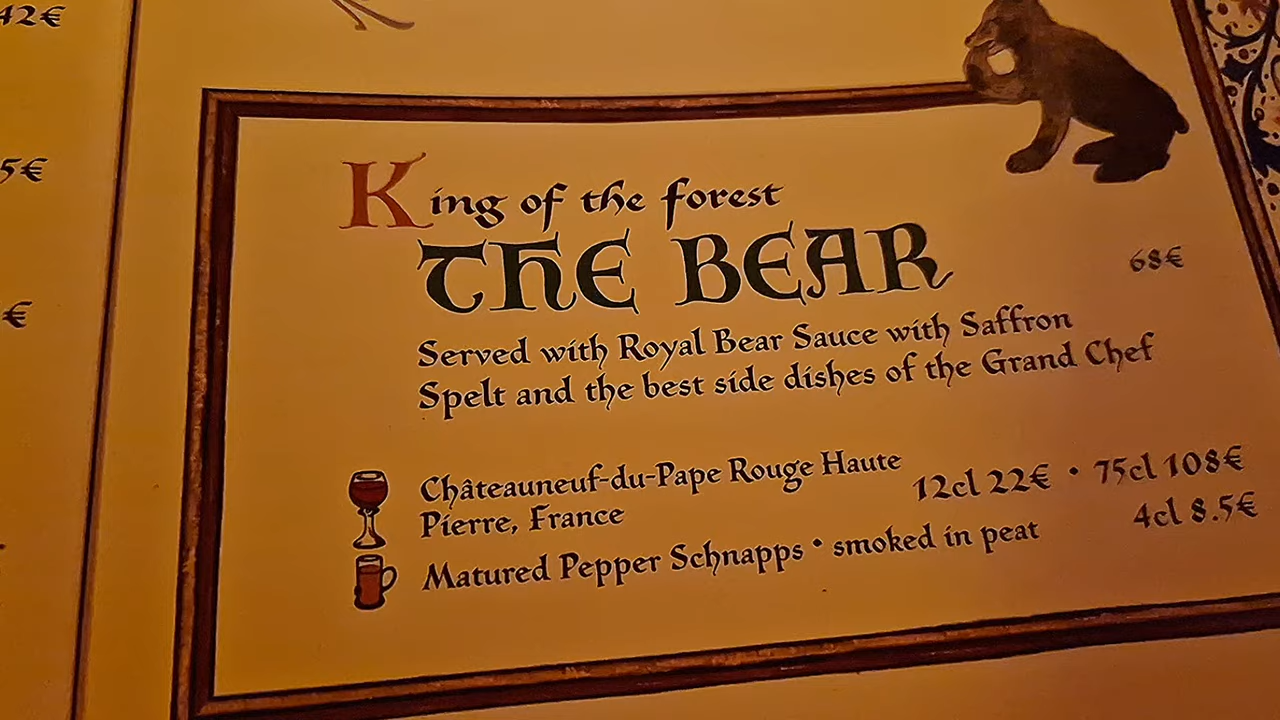 42€
5€
€
King of the forest
THE BEAR
68€
Served with Royal Bear Sauce with Saffron
Spelt and the best side dishes of the Grand Chef
Châteauneuf-du-Pape Rouge Haute
Pierre, France
12cl 22€ • 75cl 108€
Matured Pepper Schnapps • smoked in peat
4cl 8.5€